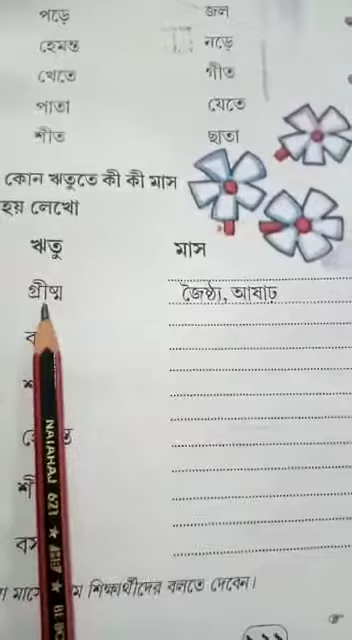 পড়ে জল
হেমন্ত নড়ে
খেতে গীত
পাতা যেতে
শীত ছাতা
কোন ঋতুতে কী কী মাস
হয় লেখো
ঋতু মাস
গ্রীষ্ম জ্যৈষ্ঠ্য, আষাঢ়
NATARAJ 621
শিক্ষার্থীদের বলতে দেবেন।